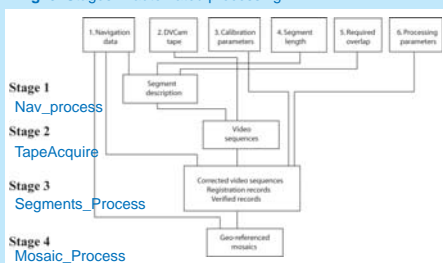 1. Navigation data
2. DVCam tape
3. Calibration parameters
4. Segment length
5. Required overlap
6. Processing parameters
Stage 1
Nav_process
Segment description
Stage 2
TapeAcquire
Video sequences
Stage 3
Segments_Process
Corrected video sequences
Registration records
Verified records
Stage 4
Mosaic_Process
Geo-referenced mosaics